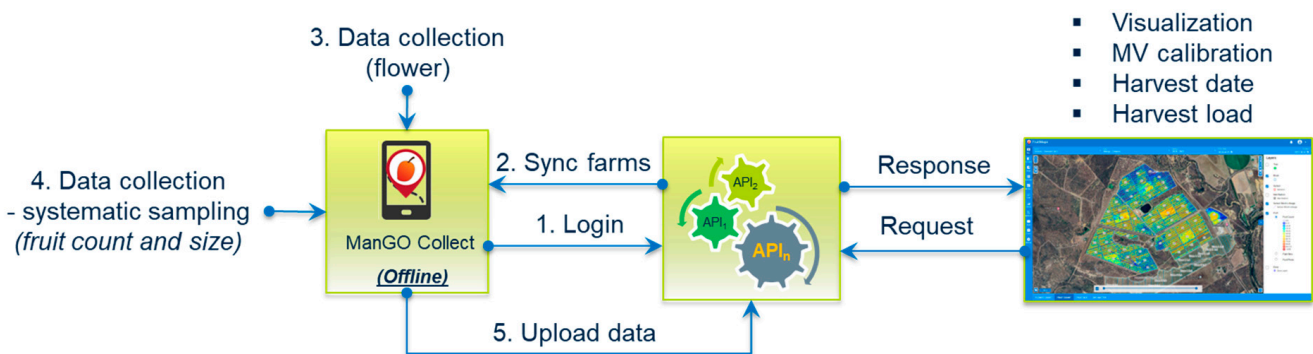 3. Data collection
(flower)
4. Data collection
- systematic sampling
(fruit count and size)
ManGO Collect
(Offline)
2. Sync farms
1. Login
5. Upload data
API2
API1
APIn
Response
Request
▪ Visualization
▪ MV calibration
▪ Harvest date
▪ Harvest load